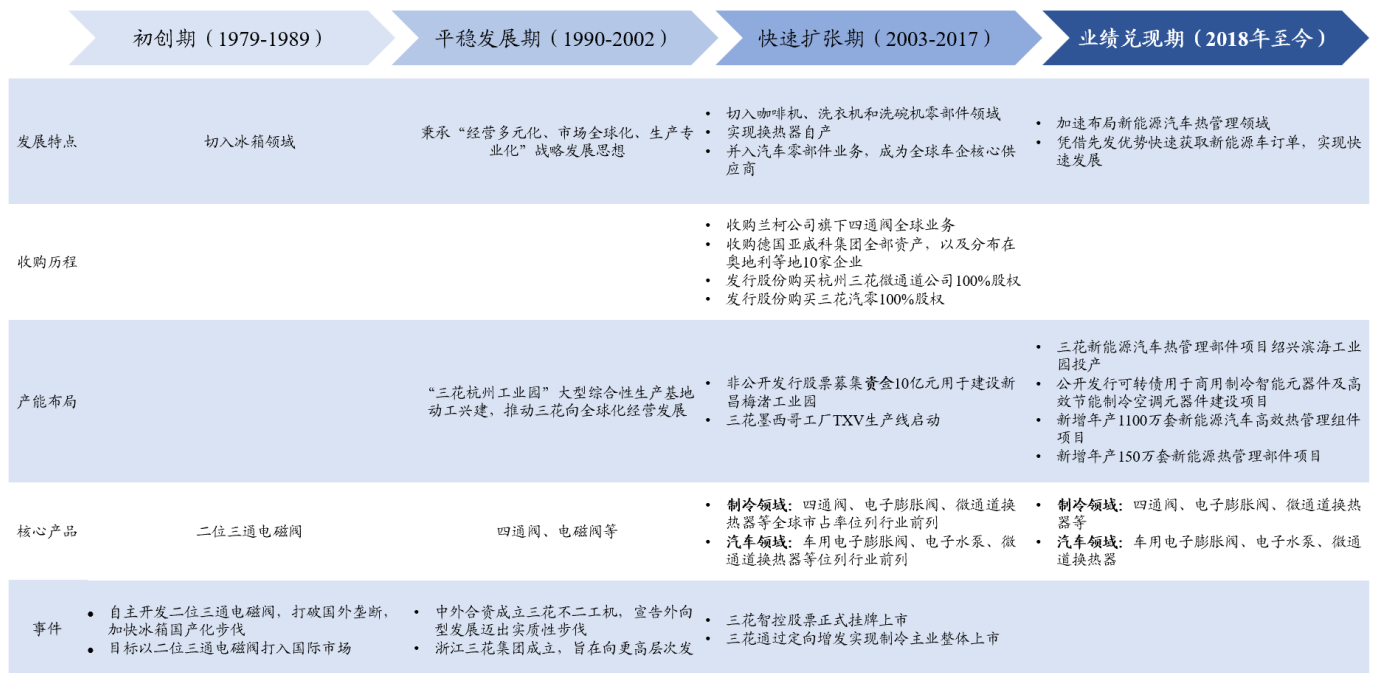 初创期（1979-1989）
平稳发展期（1990-2002）
快速扩张期（2003-2017）
业绩兑现期（2018年至今）
发展特点
切入冰箱领域
秉承“经营多元化、市场全球化、生产专
业化”战略发展思想
• 切入咖啡机、洗衣机和洗碗机零部件领域
• 实现换热器自产
• 并入汽车零部件业务，成为全球车企核心供
应商
• 加速布局新能源汽车热管理领域
• 凭借先发优势快速获取新能源车订单，实现快
速发展
收购历程
• 收购兰柯公司旗下四通阀全球业务
• 收购德国亚威科集团全部资产，以及分布在
奥地利等地10家企业
• 发行股份购买杭州三花微通道公司100%股权
• 发行股份购买三花汽零100%股权
产能布局
“三花杭州工业园”大型综合性生产基地
动工兴建，推动三花向全球化经营发展
• 非公开发行股票募集资金10亿元用于建设新
昌梅渚工业园
• 三花墨西哥工厂TXV生产线启动
• 三花新能源汽车热管理部件项目绍兴滨海工业
园投产
• 公开发行可转债用于商用制冷智能元器件及高
效节能制冷空调元器件建设项目
• 新增年产1100万套新能源汽车高效热管理组件
项目
• 新增年产150万套新能源热管理部件项目
核心产品
二位三通电磁阀
四通阀、电磁阀等
• 制冷领域：四通阀、电子膨胀阀、微通道换
热器等全球市占率位列行业前列
• 汽车领域：车用电子膨胀阀、电子水泵、微
通道换热器等位列行业前列
• 制冷领域：四通阀、电子膨胀阀、微通道换热
器等
• 汽车领域：车用电子膨胀阀、电子水泵、微通
道换热器
事件
• 自主开发二位三通电磁阀，打破国外垄断，
加快冰箱国产化步伐
• 目标以二位三通电磁阀打入国际市场
• 中外合资成立三花不二工机，宣告外向
型发展迈出实质性步伐
• 浙江三花集团成立，旨在向更高层次发
• 三花智控股票正式挂牌上市
• 三花通过定向增发实现制冷主业整体上市